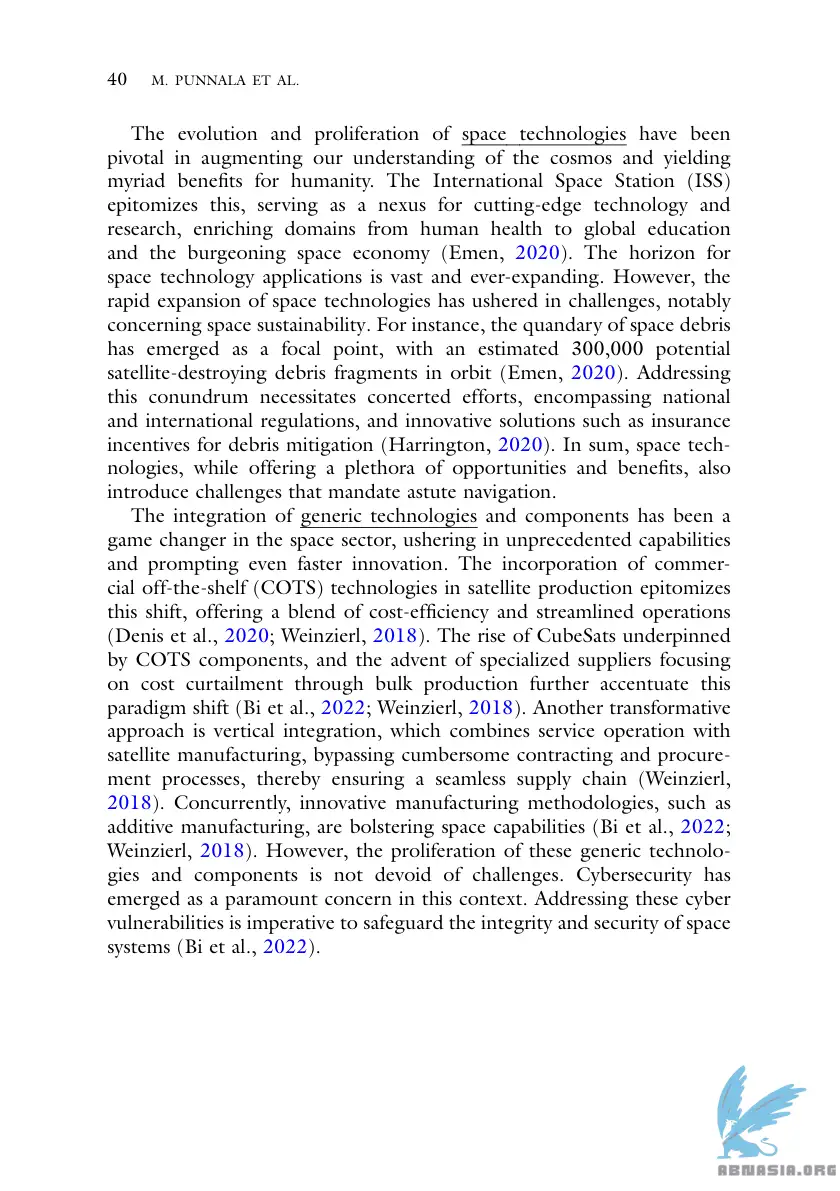 40 M. PUNNALA ET AL.
The evolution and proliferation of space technologies have been
pivotal in augmenting our understanding of the cosmos and yielding
myriad benefits for humanity. The International Space Station (ISS)
epitomizes this, serving as a nexus for cutting-edge technology and
research, enriching domains from human health to global education
and the burgeoning space economy (Emen, 2020). The horizon for
space technology applications is vast and ever-expanding. However, the
rapid expansion of space technologies has ushered in challenges, notably
concerning space sustainability. For instance, the quandary of space debris
has emerged as a focal point, with an estimated 300,000 potential
satellite-destroying debris fragments in orbit (Emen, 2020). Addressing
this conundrum necessitates concerted efforts, encompassing national
and international regulations, and innovative solutions such as insurance
incentives for debris mitigation (Harrington, 2020). In sum, space tech-
nologies, while offering a plethora of opportunities and benefits, also
introduce challenges that mandate astute navigation.
The integration of generic technologies and components has been a
game changer in the space sector, ushering in unprecedented capabilities
and prompting even faster innovation. The incorporation of commer-
cial off-the-shelf (COTS) technologies in satellite production epitomizes
this shift, offering a blend of cost-efficiency and streamlined operations
(Denis et al., 2020; Weinzierl, 2018). The rise of CubeSats underpinned
by COTS components, and the advent of specialized suppliers focusing
on cost curtailment through bulk production further accentuate this
paradigm shift (Bi et al., 2022; Weinzierl, 2018). Another transformative
approach is vertical integration, which combines service operation with
satellite manufacturing, bypassing cumbersome contracting and procure-
ment processes, thereby ensuring a seamless supply chain (Weinzierl,
2018). Concurrently, innovative manufacturing methodologies, such as
additive manufacturing, are bolstering space capabilities (Bi et al., 2022;
Weinzierl, 2018). However, the proliferation of these generic technolo-
gies and components is not devoid of challenges. Cybersecurity has
emerged as a paramount concern in this context. Addressing these cyber
vulnerabilities is imperative to safeguard the integrity and security of space
systems (Bi et al., 2022).
ABNASIA.ORG